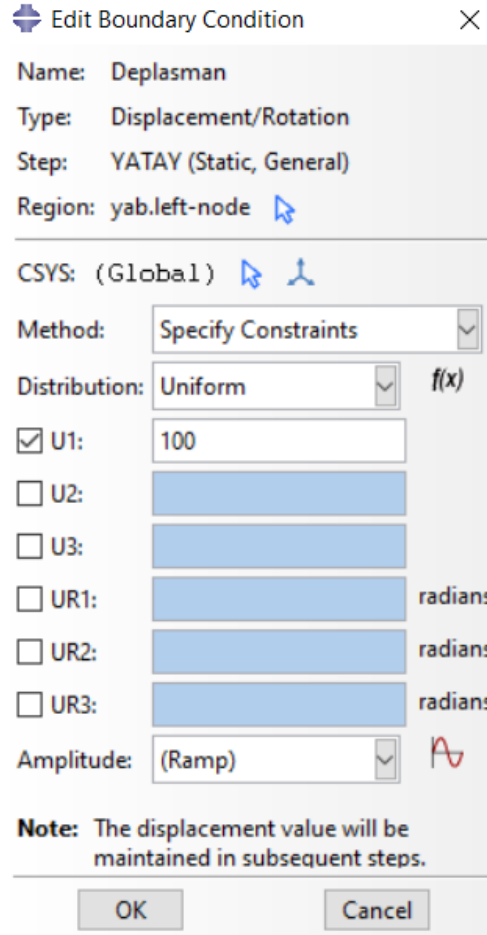 Edit Boundary Condition
Name: Deplasman
Type: Displacement/Rotation
Step: YATAY (Static, General)
Region: yab.left-node
CSYS: (Global)
Method: Specify Constraints
Distribution: Uniform f(x)
U1: 100
U2:
U3:
UR1: radians
UR2: radians
UR3: radians
Amplitude: (Ramp)
Note: The displacement value will be
maintained in subsequent steps.
OK Cancel